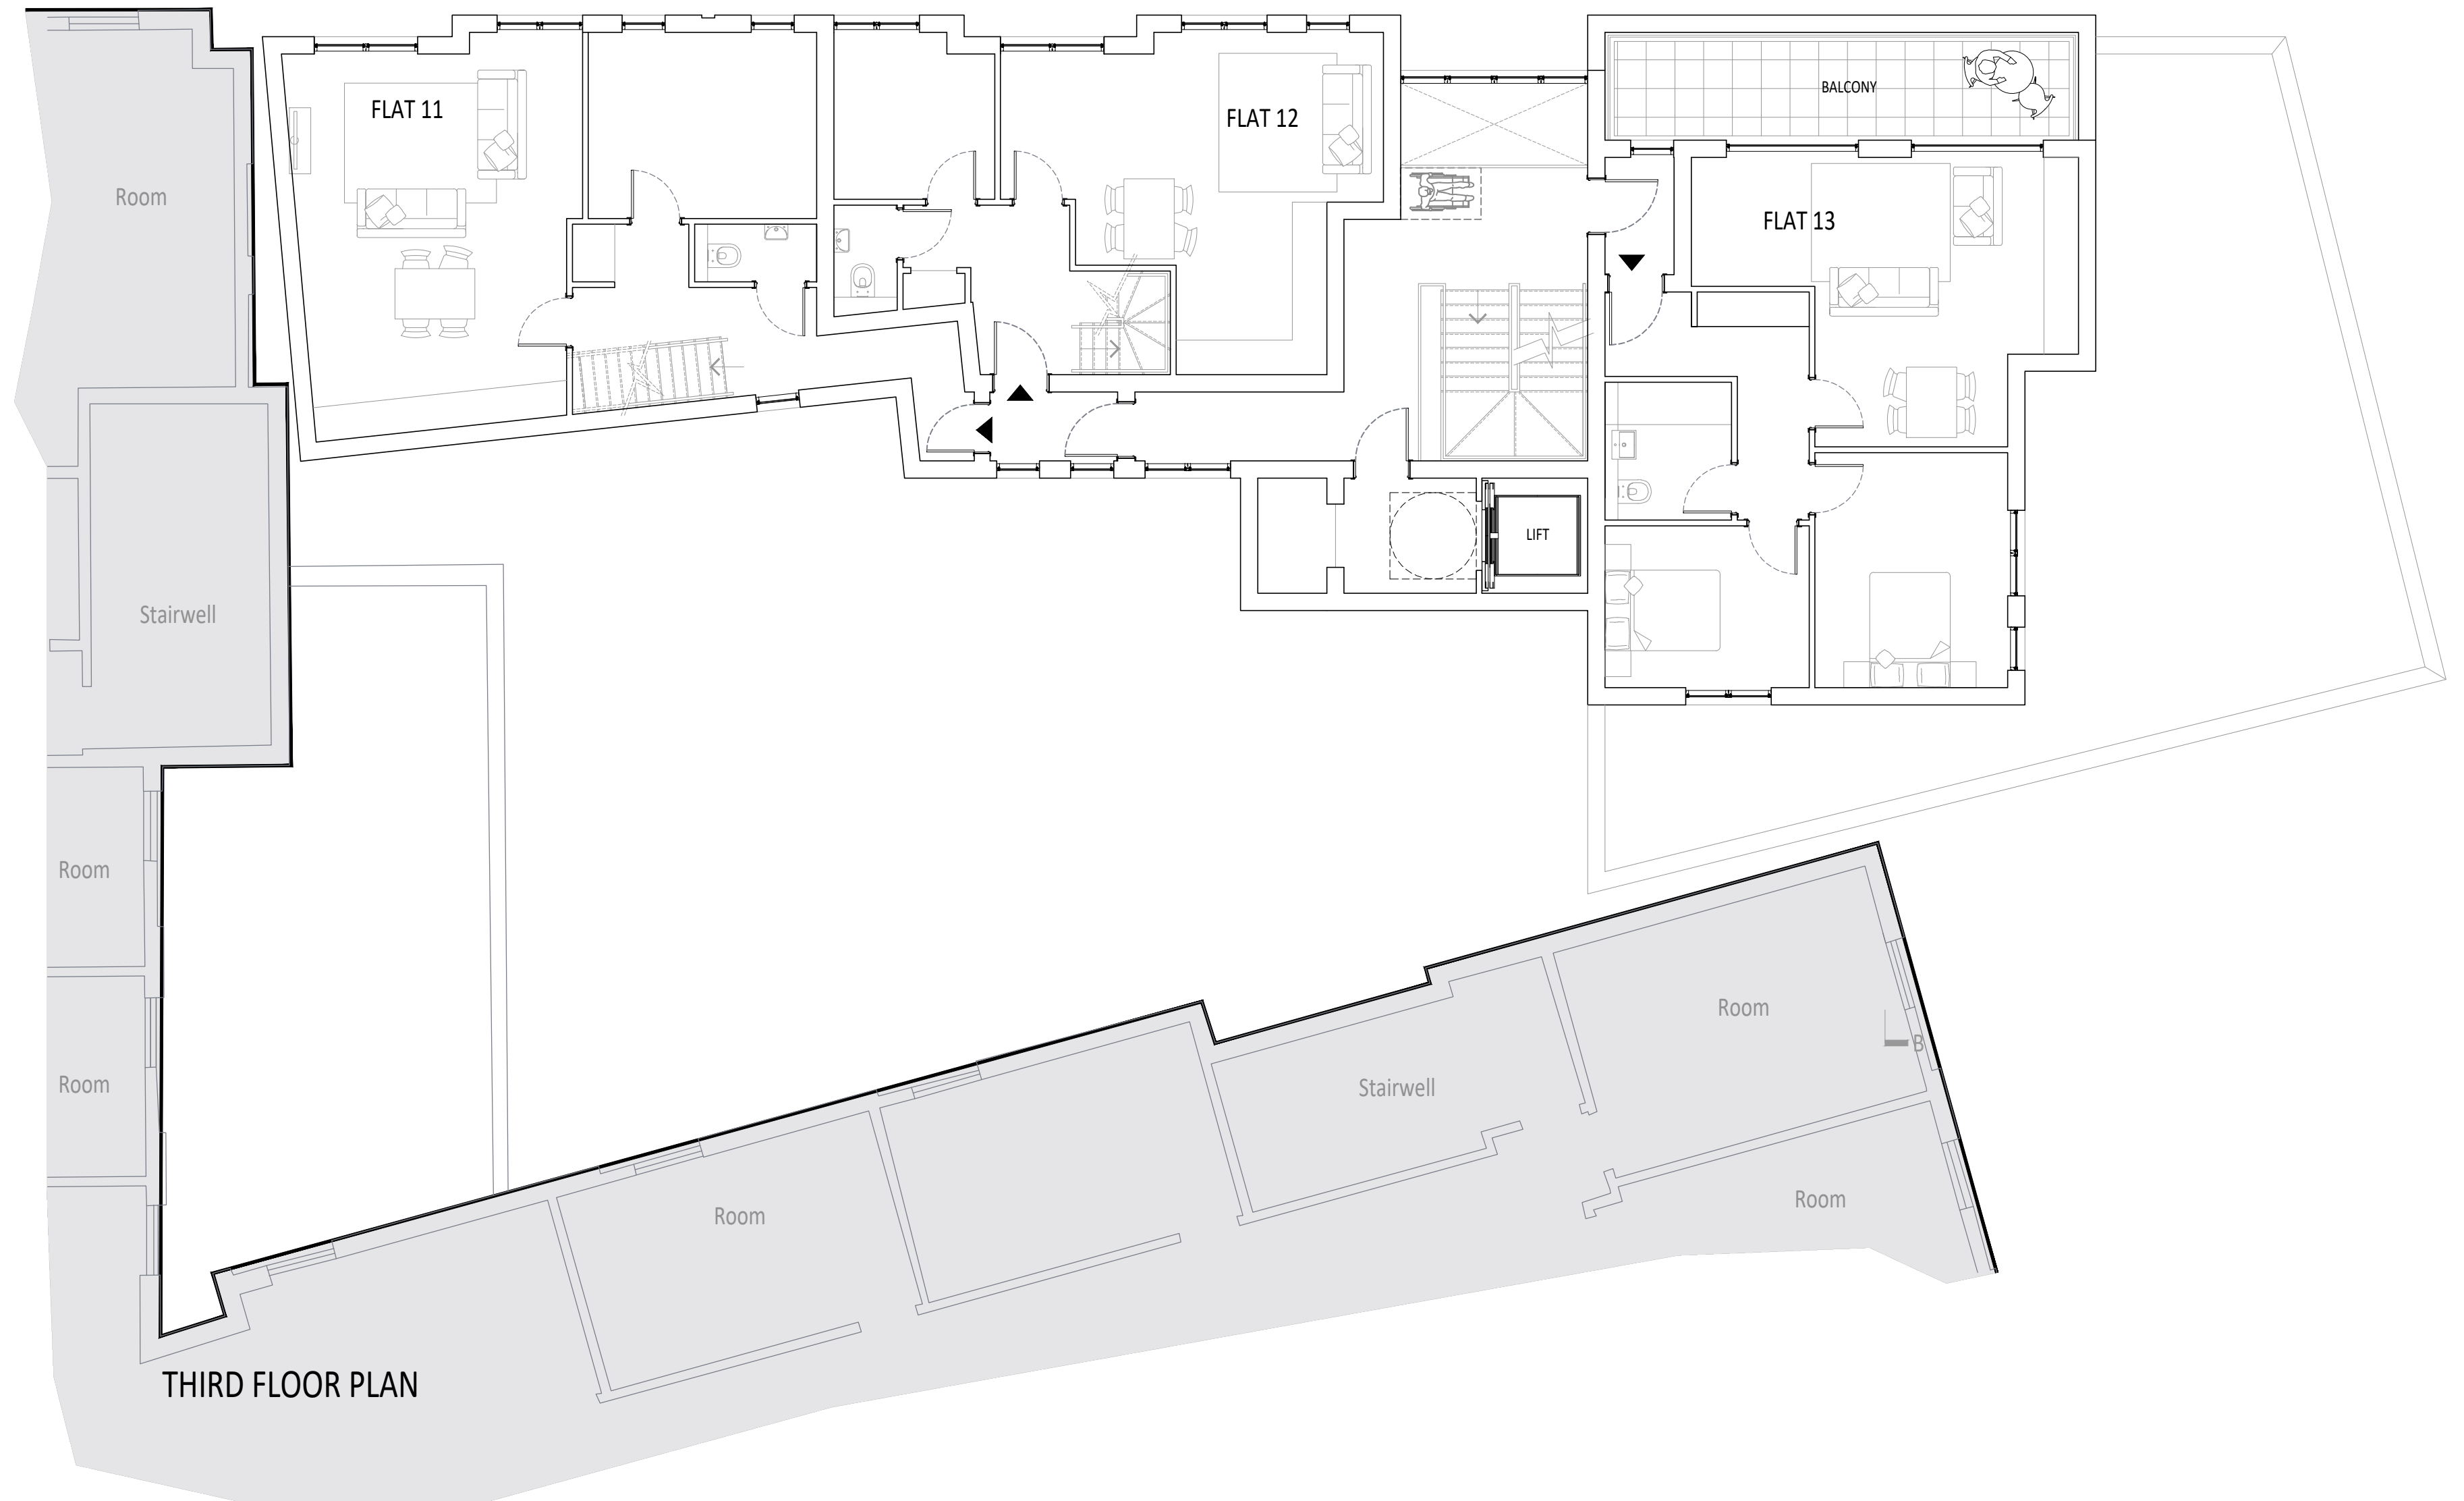 BALCONY
FLAT 11
FLAT 12
Room
FLAT 13
LIFT
Stairwell
Room
Room
B
Room
Stairwell
Room
Room
THIRD FLOOR PLAN